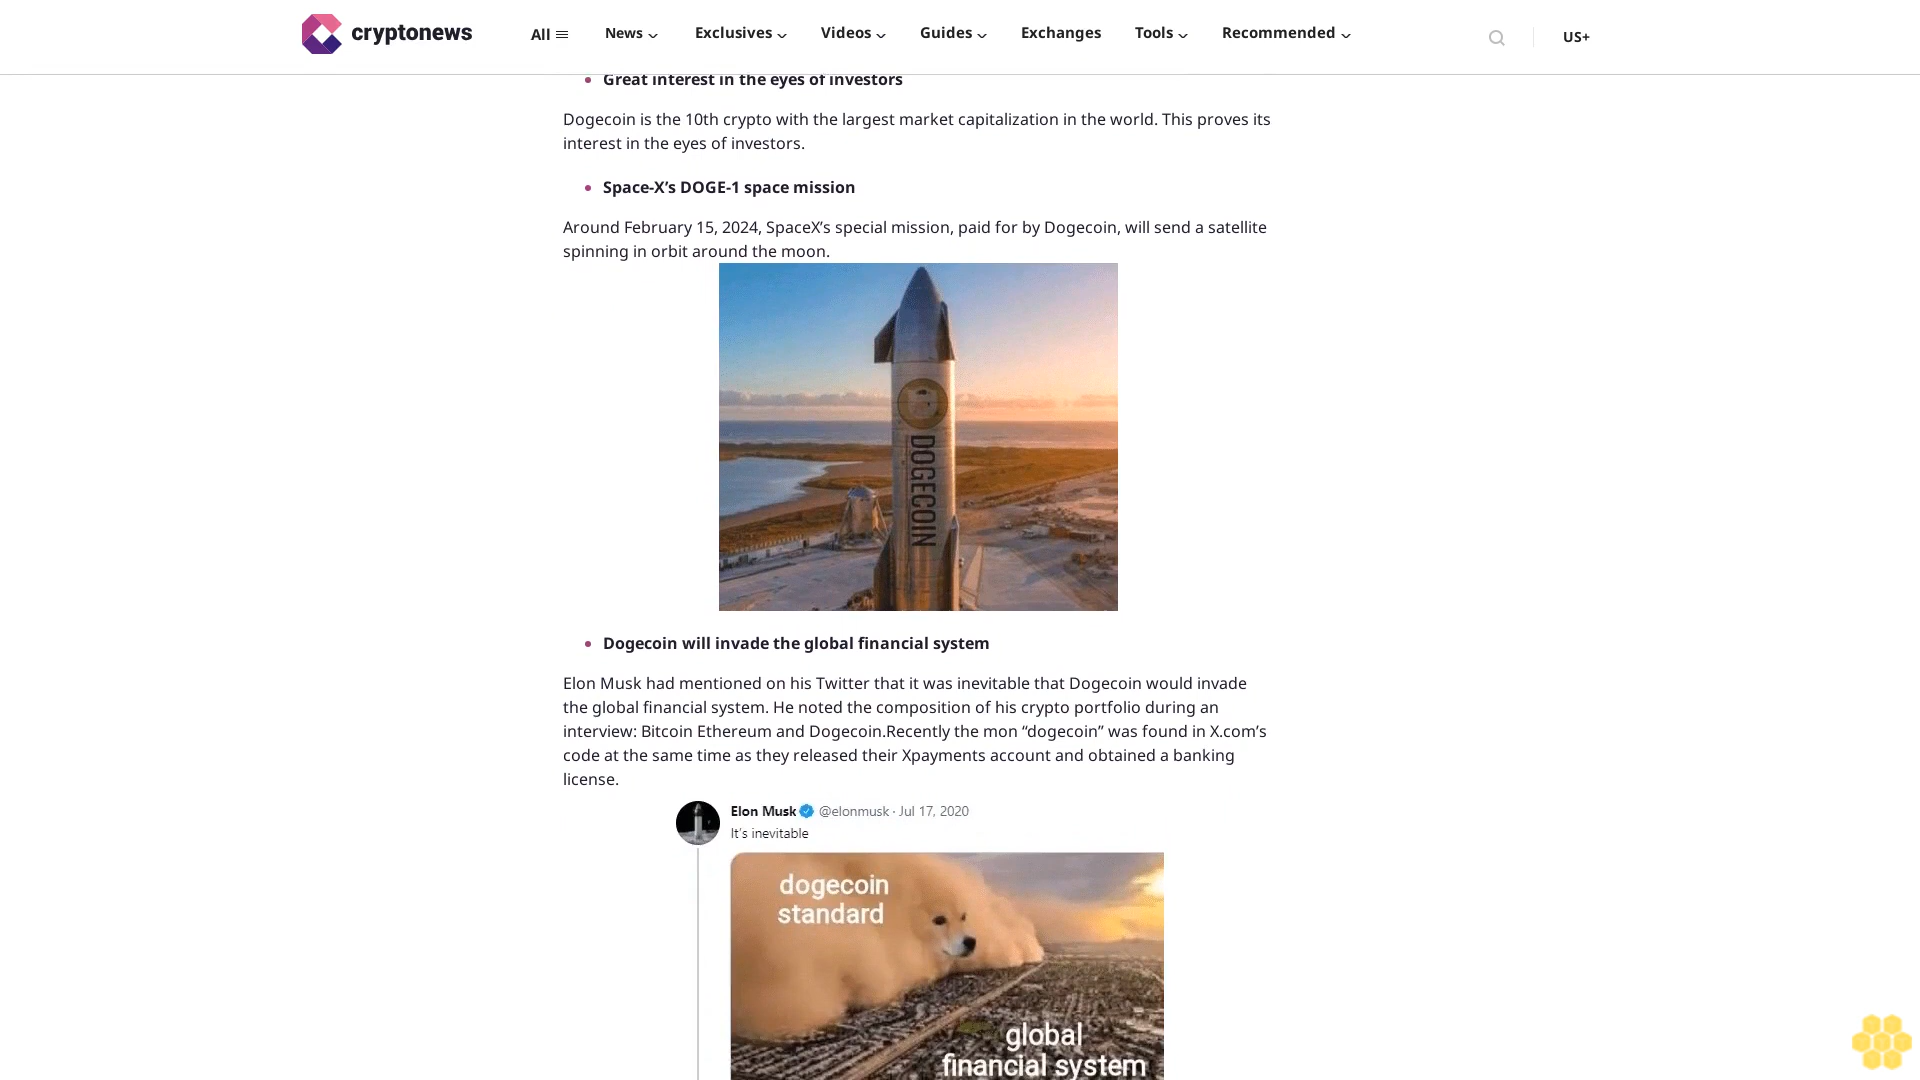 cryptonews
All
News
Exclusives
Videos
Guides
Exchanges
Tools
Recommended
US+
Great interest in the eyes of investors
Dogecoin is the 10th crypto with the largest market capitalization in the world. This proves its
interest in the eyes of investors.
Space-X’s DOGE-1 space mission
Around February 15, 2024, SpaceX’s special mission, paid for by Dogecoin, will send a satellite
spinning in orbit around the moon.
DOGECOIN
Dogecoin will invade the global financial system
Elon Musk had mentioned on his Twitter that it was inevitable that Dogecoin would invade
the global financial system. He noted the composition of his crypto portfolio during an
interview: Bitcoin Ethereum and Dogecoin.Recently the mon “dogecoin” was found in X.com’s
code at the same time as they released their Xpayments account and obtained a banking
license.
Elon Musk @elonmusk · Jul 17, 2020
It’s inevitable
dogecoin
standard
global
financial system